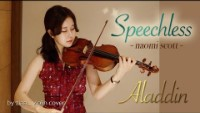 Speechless
- NAOMI SCOTT -
Aladdin